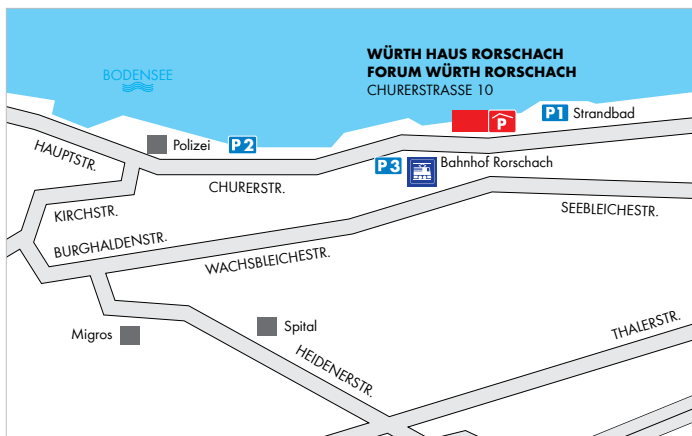 WÜRTH HAUS RORSCHACH
FORUM WÜRTH RORSCHACH
CHURERSTRASSE 10
BODENSEE
P
P1 Strandbad
HAUPTSTR.
Polizei P2
P3 Bahnhof Rorschach
CHURERSTR.
KIRCHSTR.
SEEBLEICHESTR.
BURGHALDENSTR.
WACHSBLEICHESTR.
Migros
Spital
THALERSTR.
HEIDENERSTR.